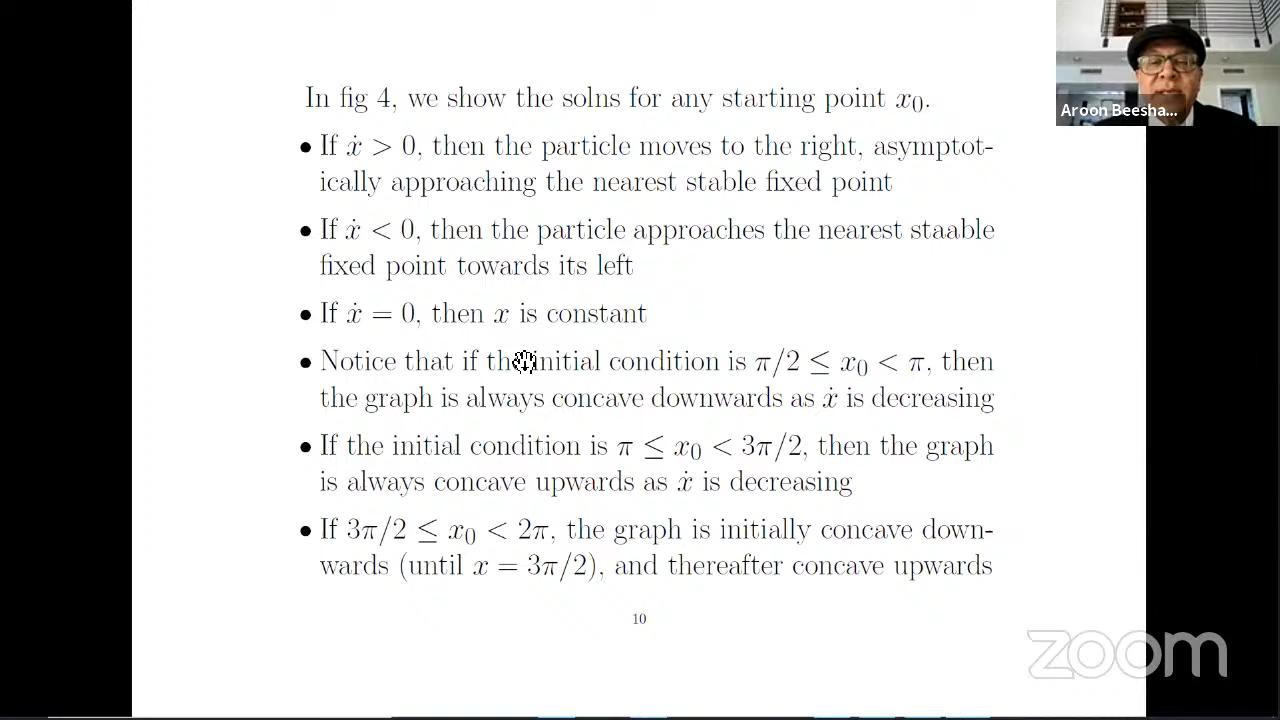 In fig 4, we show the solns for any starting point x₀.
• If ẋ > 0, then the particle moves to the right, asymptot-
ically approaching the nearest stable fixed point
• If ẋ < 0, then the particle approaches the nearest staable
fixed point towards its left
• If ẋ = 0, then x is constant
• Notice that if the initial condition is π/2 ≤ x₀ < π, then
the graph is always concave downwards as ẋ is decreasing
• If the initial condition is π ≤ x₀ < 3π/2, then the graph
is always concave upwards as ẋ is decreasing
• If 3π/2 ≤ x₀ < 2π, the graph is initially concave down-
wards (until x = 3π/2), and thereafter concave upwards
10
Aroon Beesha...
zoom